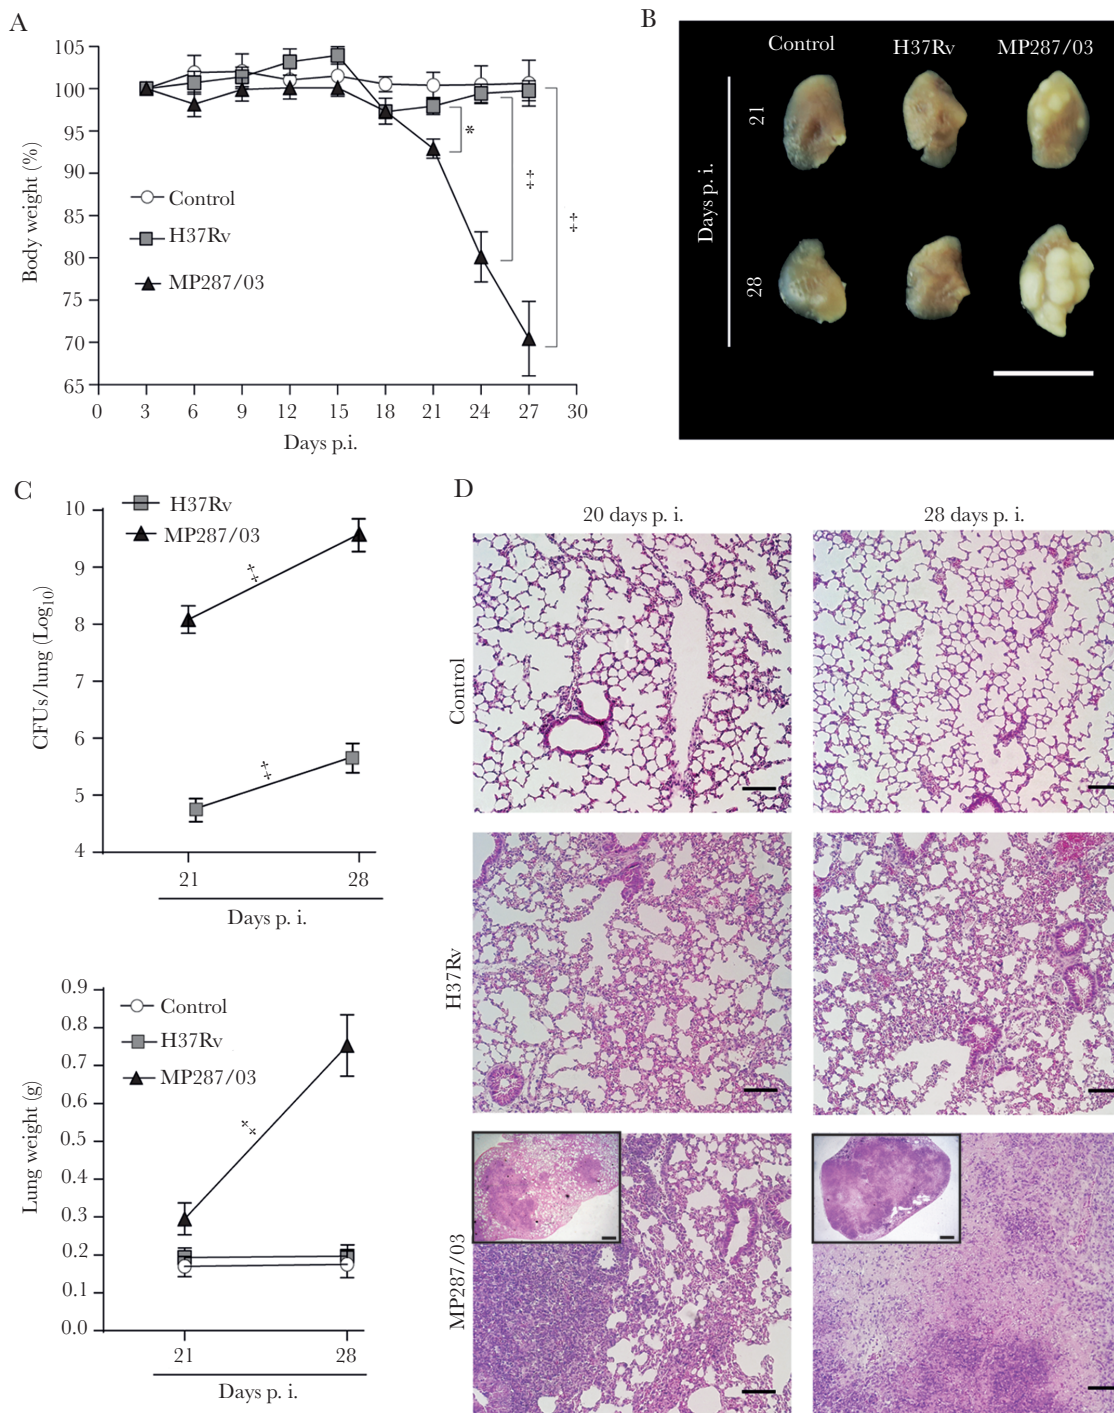 A
105
100
95
90
85
80
75
70
65
Body weight (%)
Control
H37Rv
MP287/03
*
‡
‡
0 3 6 9 12 15 18 21 24 27 30
Days p.i.
B
Control H37Rv MP287/03
21
28
Days p. i.
C
H37Rv
MP287/03
10
9
8
7
6
5
4
CFUs/lung (Log10)
‡
‡
21 28
Days p. i.
0.9
0.8
0.7
0.6
0.5
0.4
0.3
0.2
0.1
0.0
Lung weight (g)
Control
H37Rv
MP287/03
21 28
Days p. i.
D
20 days p. i. 28 days p. i.
Control
H37Rv
MP287/03